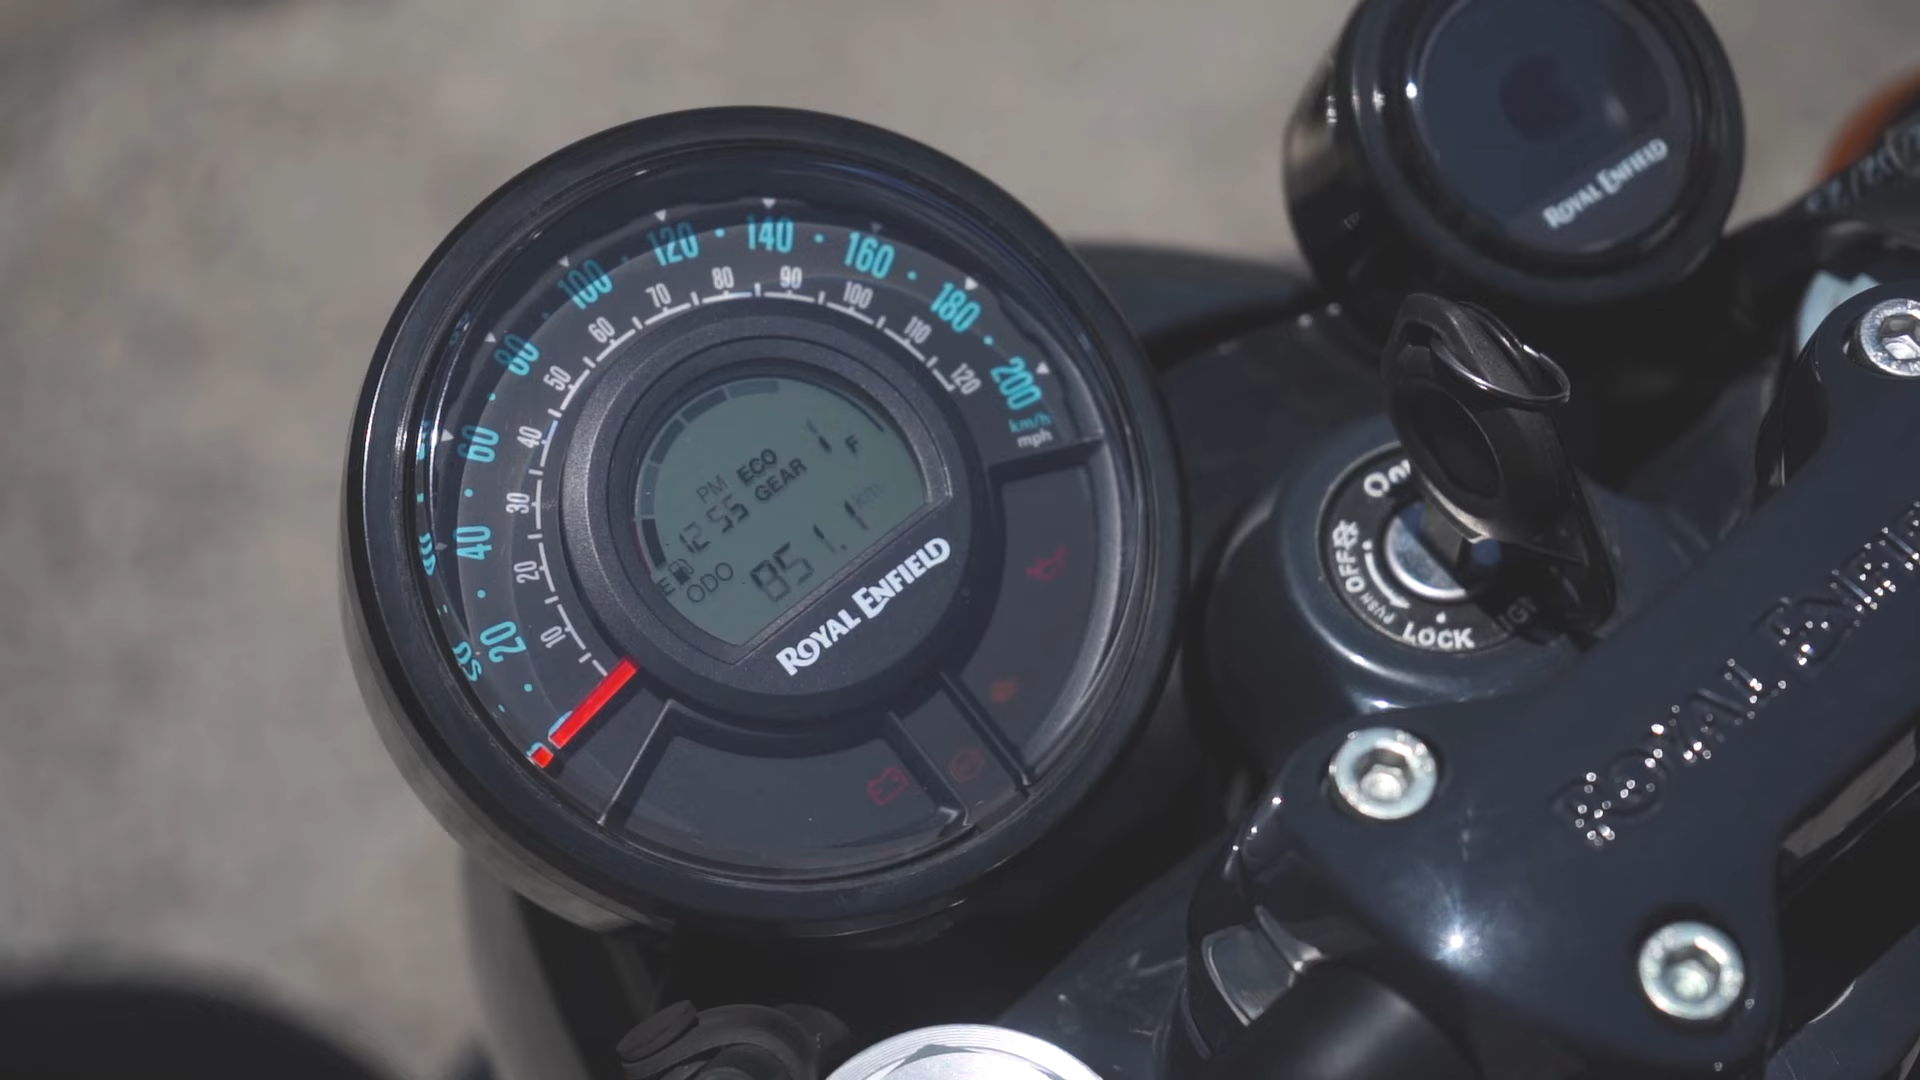 20
40
60
80
100
120
140
160
180
200
km/h
mph
10
20
30
40
50
60
70
80
90
100
110
120
PM ECO 1 F
12 55 GEAR
E ODO 851.1 km
ROYAL ENFIELD
ROYAL ENFIELD
OFF
PUSH
LOCK
IGN
ROYAL ENFIELD